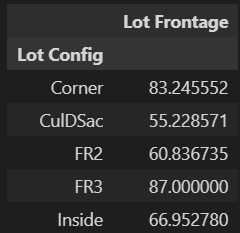 Lot Frontage
Lot Config
Corner 83.245552
CulDSac 55.228571
FR2 60.836735
FR3 87.000000
Inside 66.952780